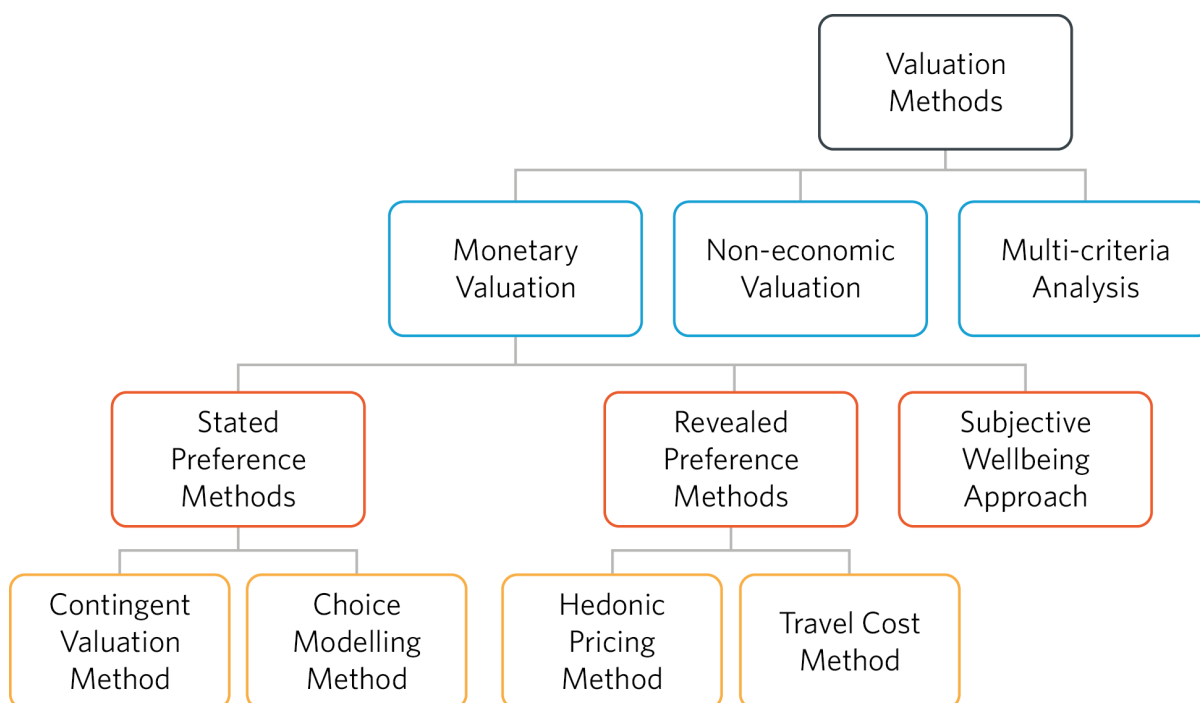 Valuation
Methods
Monetary
Valuation
Non-economic
Valuation
Multi-criteria
Analysis
Stated
Preference
Methods
Revealed
Preference
Methods
Subjective
Wellbeing
Approach
Contingent
Valuation
Method
Choice
Modelling
Method
Hedonic
Pricing
Method
Travel Cost
Method